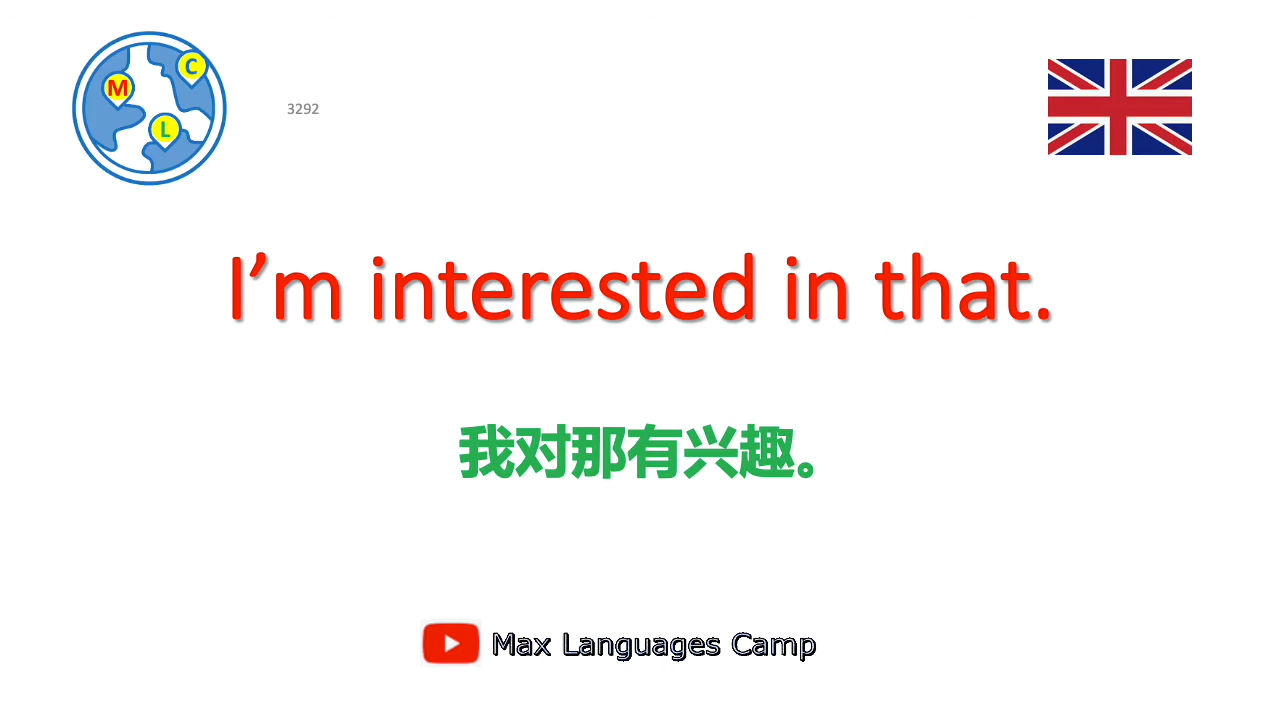 C
M
L
3292
I’m interested in that.
我对那有兴趣。
Max Languages Camp